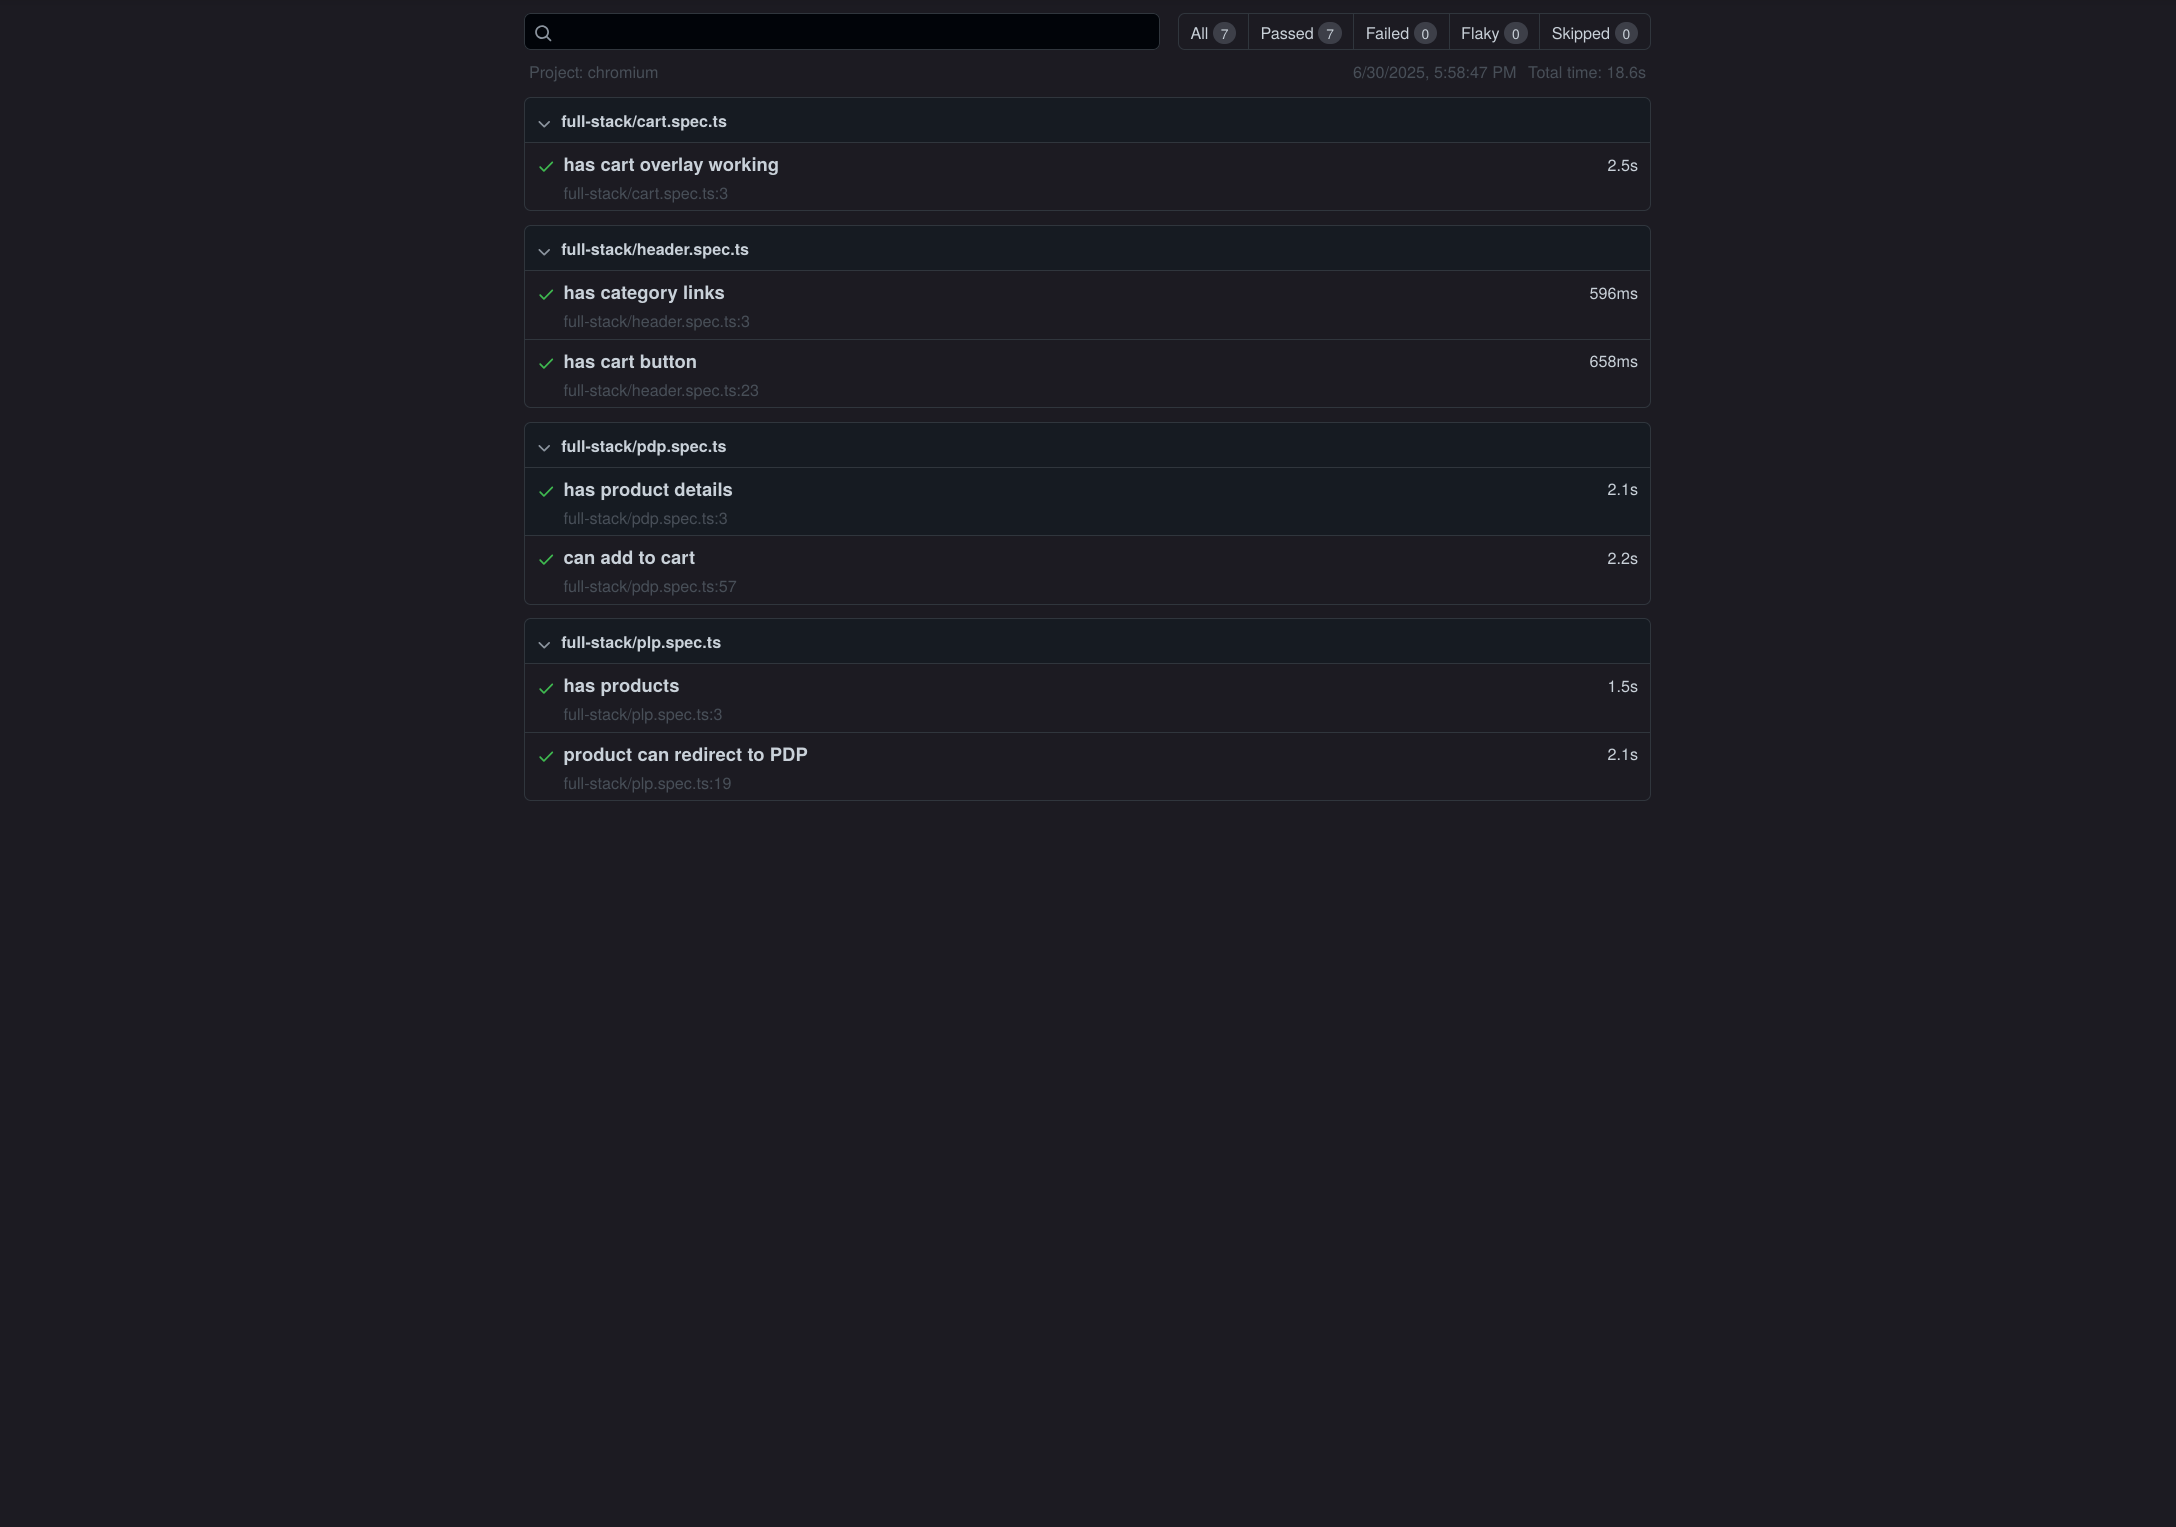 All 7 Passed 7 Failed 0 Flaky 0 Skipped 0
Project: chromium 6/30/2025, 5:58:47 PM Total time: 18.6s
full-stack/cart.spec.ts
has cart overlay working 2.5s
full-stack/cart.spec.ts:3
full-stack/header.spec.ts
has category links 596ms
full-stack/header.spec.ts:3
has cart button 658ms
full-stack/header.spec.ts:23
full-stack/pdp.spec.ts
has product details 2.1s
full-stack/pdp.spec.ts:3
can add to cart 2.2s
full-stack/pdp.spec.ts:57
full-stack/plp.spec.ts
has products 1.5s
full-stack/plp.spec.ts:3
product can redirect to PDP 2.1s
full-stack/plp.spec.ts:19